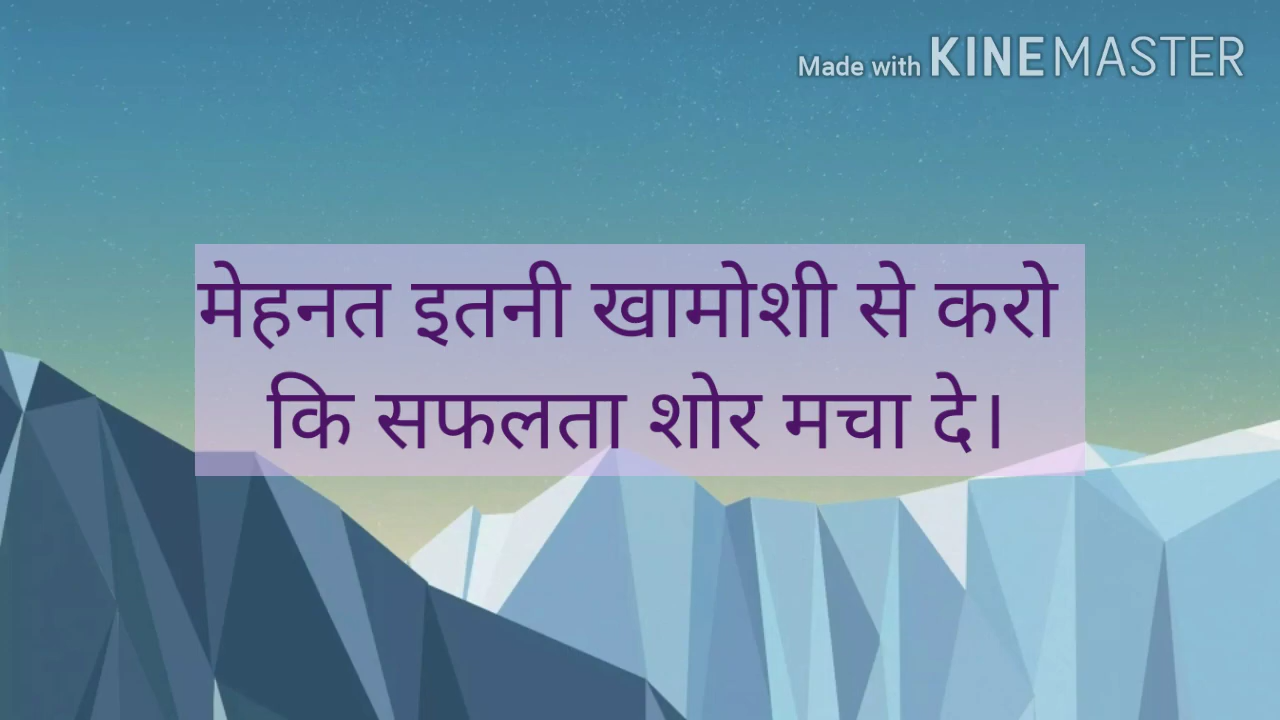 Made with KINEMASTER
मेहनत इतनी खामोशी से करो
कि सफलता शोर मचा दे।